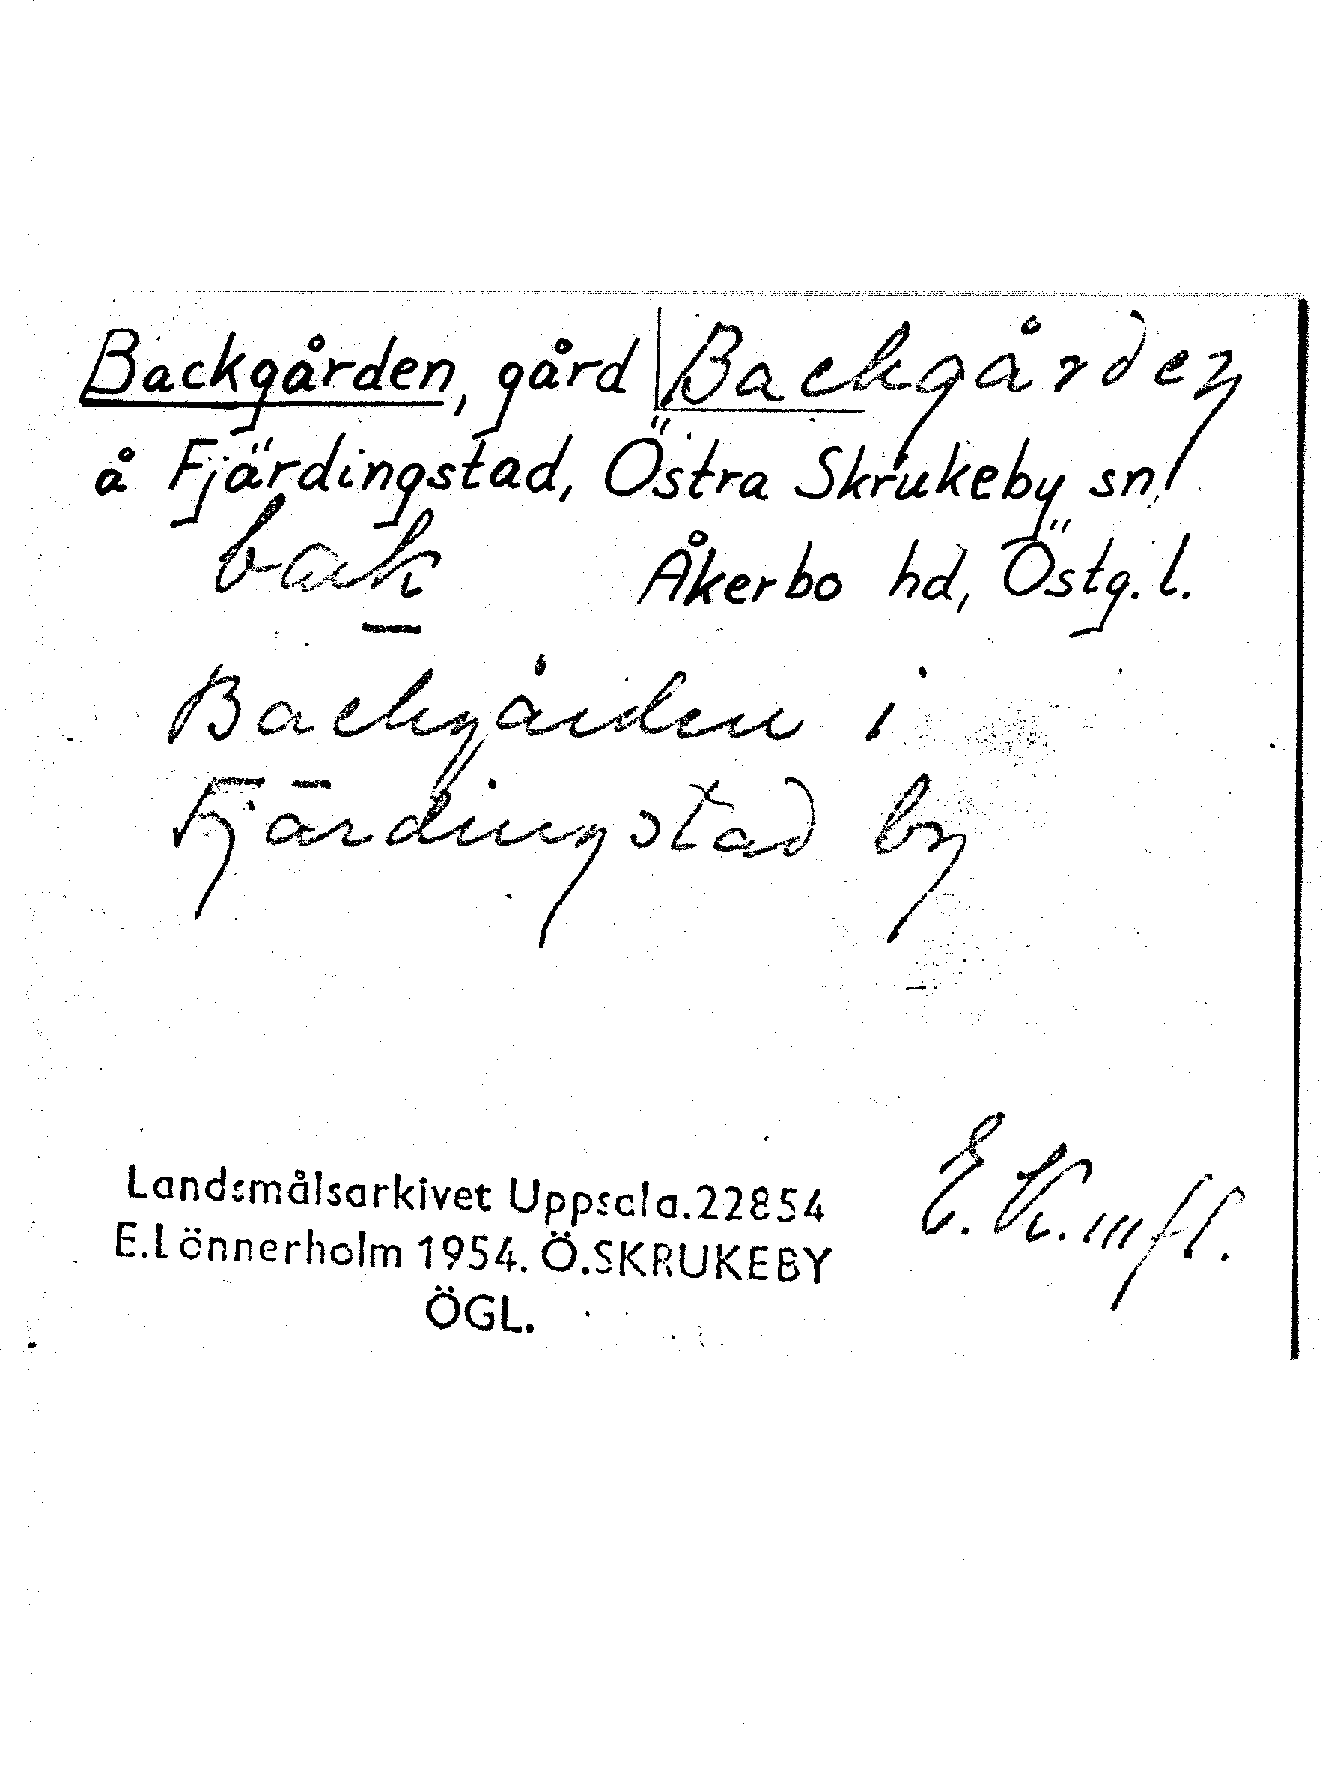 Backgården, gård Backgården
å Fjärdingstad, Östra Skrukeby sn,
bak Åkerbo hd, Östg. l.
Backgården i
Fjärdingstad by
E. K. m fl.
Landsmålsarkivet Uppsala. 22854
E. Lönnerholm 1954. Ö. SKRUKEBY
ÖGL.